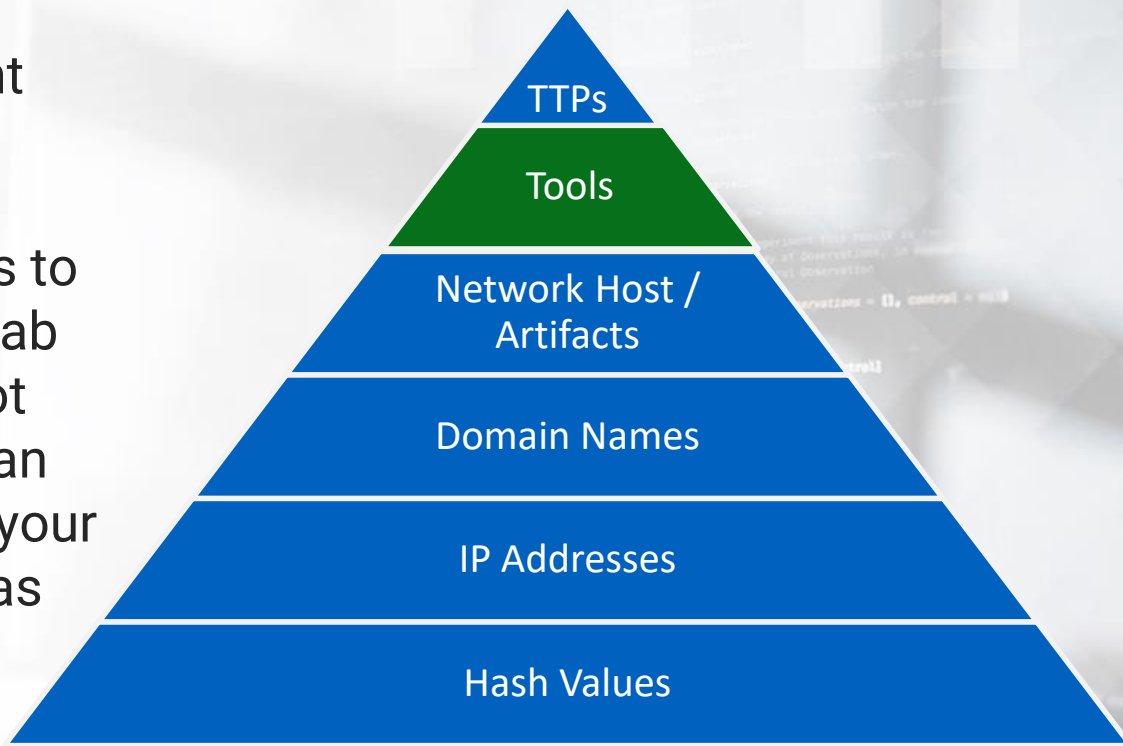 nt
s to
ab
ot
an
your
as
TTPs
Tools
Network Host /
Artifacts
Domain Names
IP Addresses
Hash Values